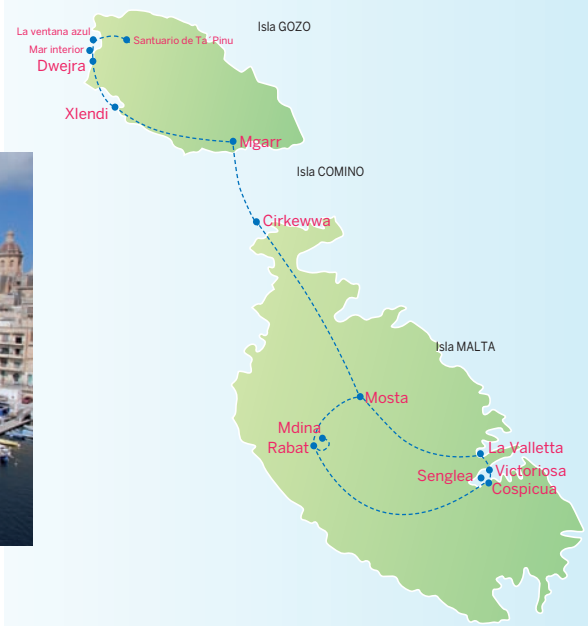 Isla GOZO
La ventana azul
Santuario de Ta´Pinu
Mar interior
Dwejra
Xlendi
Mgarr
Isla COMINO
Cirkewwa
Isla MALTA
Mosta
Mdina
Rabat
La Valletta
Victoriosa
Senglea
Cospicua